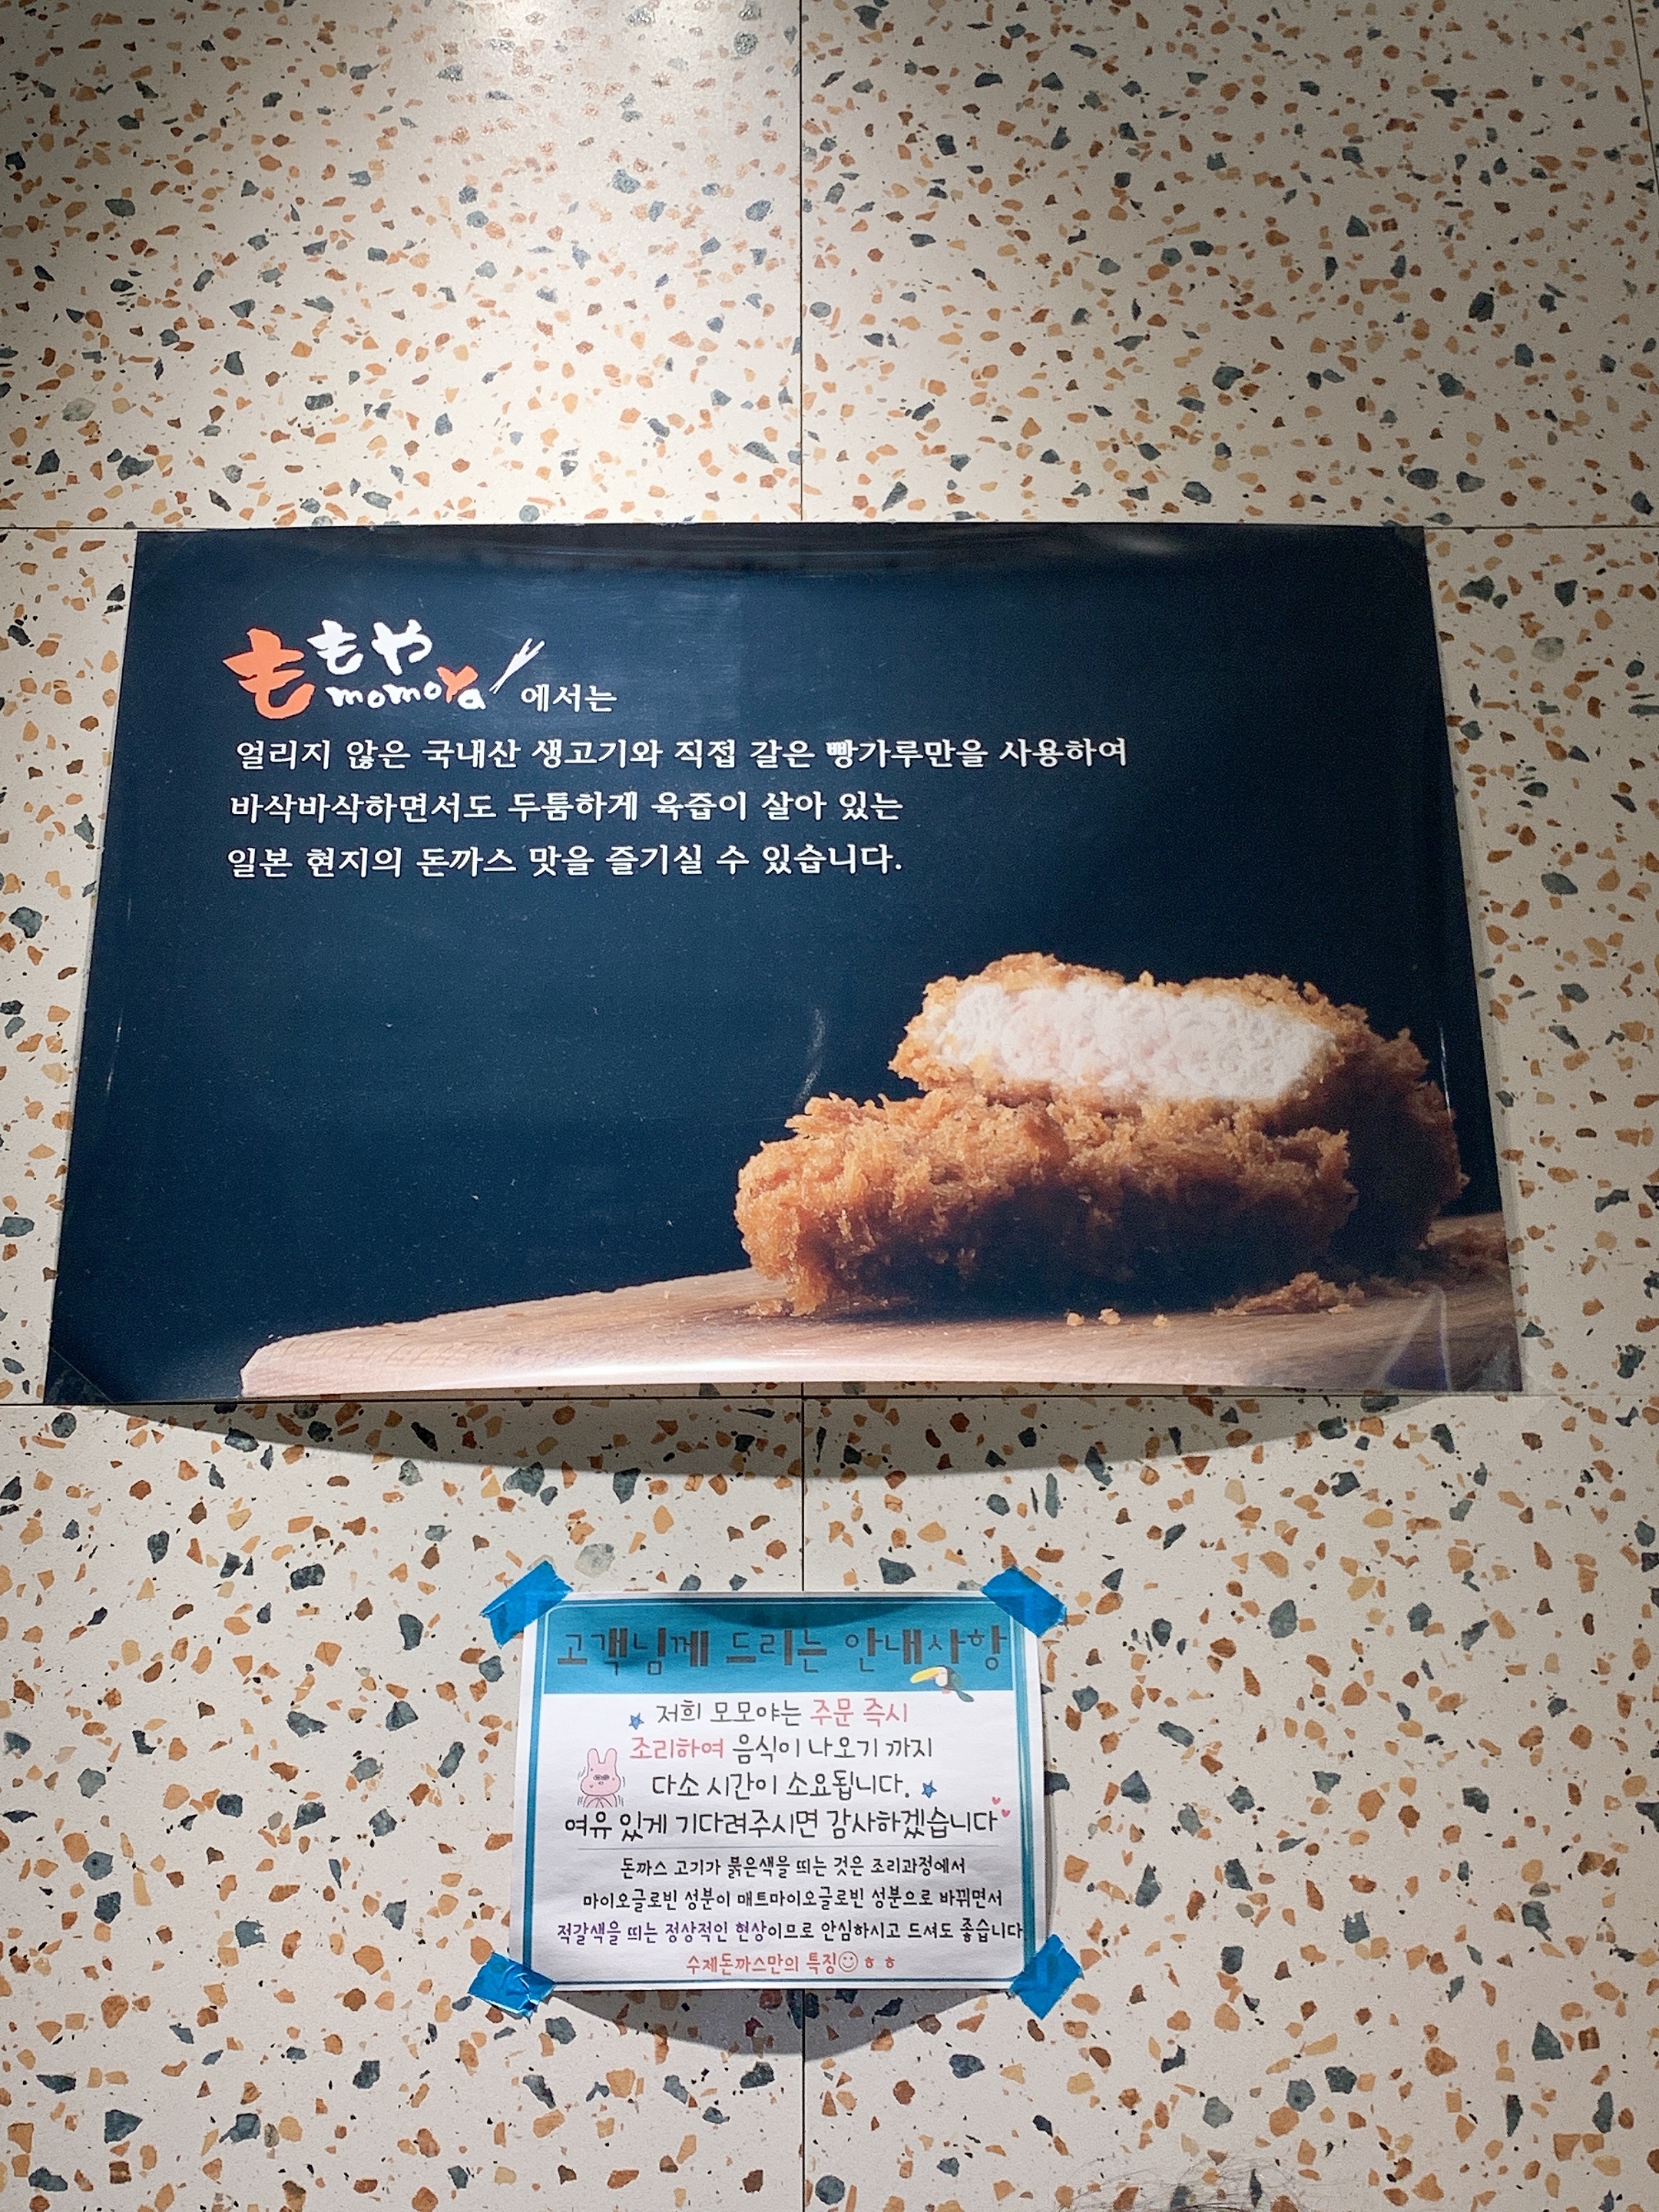 も もや
momoya 에서는
얼리지 않은 국내산 생고기와 직접 갈은 빵가루만을 사용하여
바삭바삭하면서도 두툼하게 육즙이 살아 있는
일본 현지의 돈까스 맛을 즐기실 수 있습니다.
고객님께 드리는 안내사항
저희 모모야는 주문 즉시
조리하여 음식이 나오기 까지
다소 시간이 소요됩니다.
여유 있게 기다려주시면 감사하겠습니다
돈까스 고기가 붉은색을 띄는 것은 조리과정에서
마이오글로빈 성분이 매트마이오글로빈 성분으로 바뀌면서
적갈색을 띄는 정상적인 현상이므로 안심하시고 드셔도 좋습니다
수제돈까스만의 특징☺ ㅎㅎ